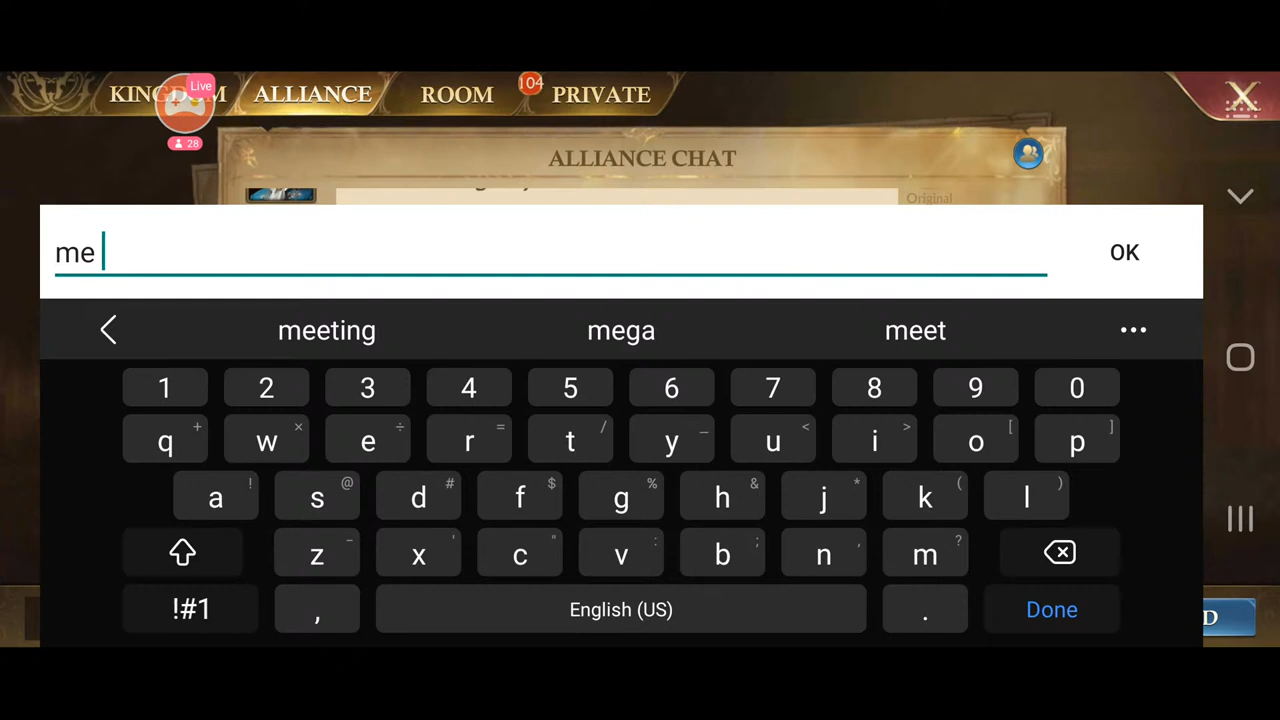 Live
KINGDOM ALLIANCE ROOM 104 PRIVATE X
28
ALLIANCE CHAT
Original
me OK
meeting mega meet •••
1 2 3 4 5 6 7 8 9 0
q + w × e ÷ r = t / y _ u < i > o [ p ]
a ! s @ d # f $ g % h & j * k ( l )
z - x ' c " v : b ; n , m ?
!#1 , English (US) . Done
D